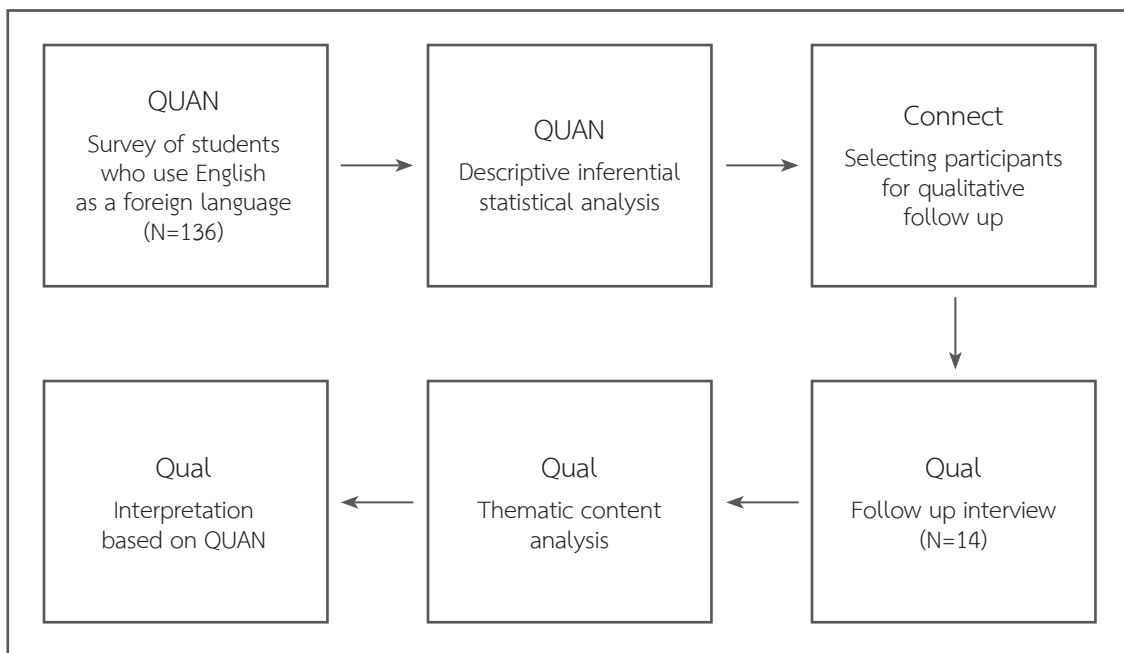 QUAN
Survey of students
who use English
as a foreign language
(N=136)
QUAN
Descriptive inferential
statistical analysis
Connect
Selecting participants
for qualitative
follow up
Qual
Follow up interview
(N=14)
Qual
Thematic content
analysis
Qual
Interpretation
based on QUAN